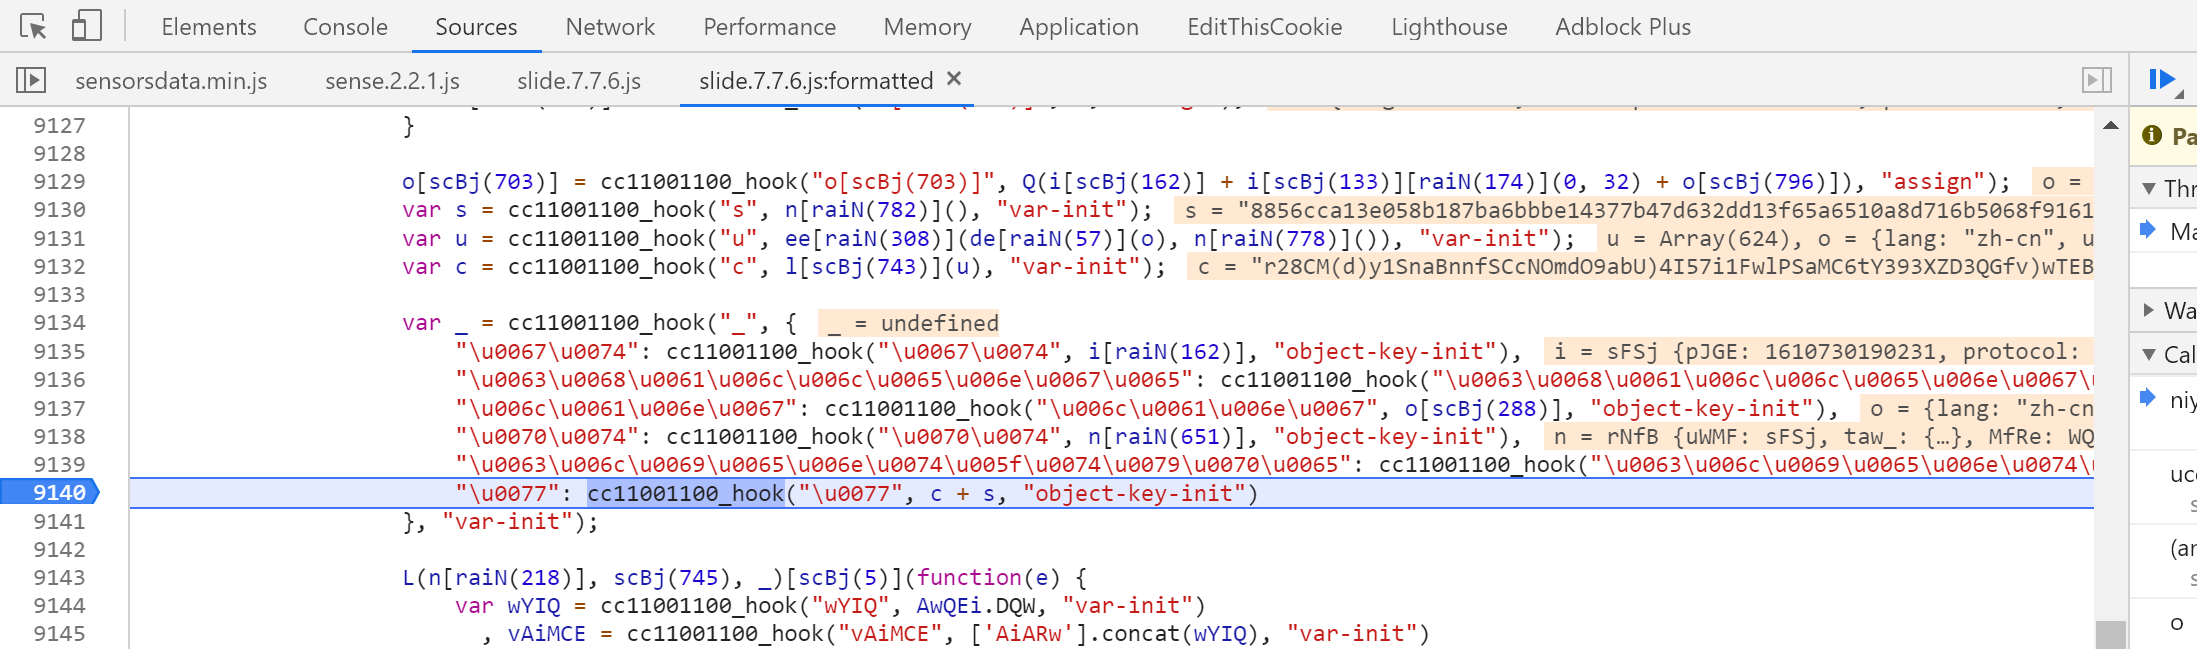 Elements Console Sources Network Performance Memory Application EditThisCookie Lighthouse Adblock Plus
sensorsdata.min.js sense.2.2.1.js slide.7.7.6.js slide.7.7.6.js:formatted ×
9127 }
9128
9129 o[scBj(703)] = cc11001100_hook("o[scBj(703)]", Q(i[scBj(162)] + i[scBj(133)][raiN(174)](0, 32) + o[scBj(796)]), "assign"); o =
9130 var s = cc11001100_hook("s", n[raiN(782)](), "var-init"); s = "8856cca13e058b187ba6bbbe14377b47d632dd13f65a6510a8d716b5068f9161
9131 var u = cc11001100_hook("u", ee[raiN(308)](de[raiN(57)](o), n[raiN(778)]()), "var-init"); u = Array(624), o = {lang: "zh-cn", u
9132 var c = cc11001100_hook("c", l[scBj(743)](u), "var-init"); c = "r28CM(d)y1SnaBnnfSCcNOmdO9abU)4I57i1FwlPSaMC6tY393XZD3QGfv)wTEB
9133
9134 var _ = cc11001100_hook("_", { _ = undefined
9135 "\u0067\u0074": cc11001100_hook("\u0067\u0074", i[raiN(162)], "object-key-init"), i = sFSj {pJGE: 1610730190231, protocol:
9136 "\u0063\u0068\u0061\u006c\u006c\u0065\u006e\u0067\u0065": cc11001100_hook("\u0063\u0068\u0061\u006c\u006c\u0065\u006e\u0067\u
9137 "\u006c\u0061\u006e\u0067": cc11001100_hook("\u006c\u0061\u006e\u0067", o[scBj(288)], "object-key-init"), o = {lang: "zh-cn
9138 "\u0070\u0074": cc11001100_hook("\u0070\u0074", n[raiN(651)], "object-key-init"), n = rNfB {uWMF: sFSj, taw_: {…}, MfRe: WQ
9139 "\u0063\u006c\u0069\u0065\u006e\u0074\u005f\u0074\u0079\u0070\u0065": cc11001100_hook("\u0063\u006c\u0069\u0065\u006e\u0074\u
9140 "\u0077": cc11001100_hook("\u0077", c + s, "object-key-init")
9141 }, "var-init");
9142
9143 L(n[raiN(218)], scBj(745), _)[scBj(5)](function(e) {
9144 var wYIQ = cc11001100_hook("wYIQ", AwQEi.DQW, "var-init")
9145 , vAiMCE = cc11001100_hook("vAiMCE", ['AiARw'].concat(wYIQ), "var-init")
Pa
Thr
Ma
Wa
Cal
niy
uc
(an
o